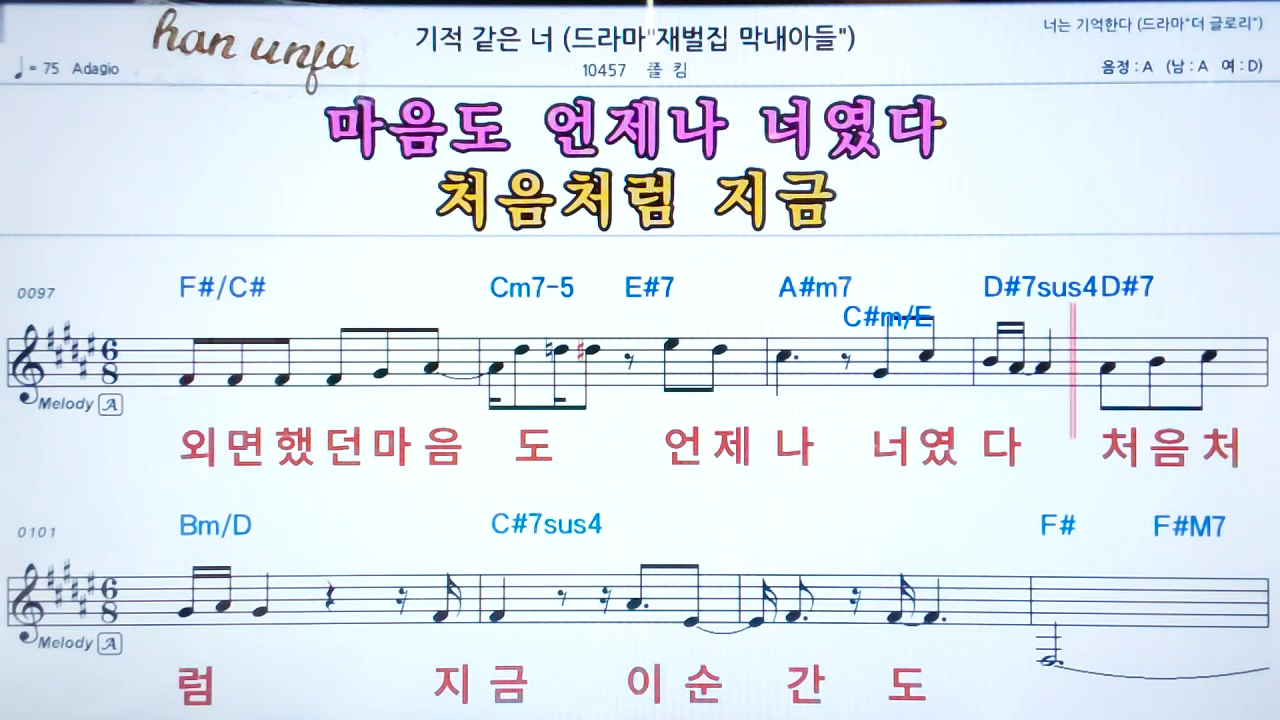 han unja
기적 같은 너 (드라마"재벌집 막내아들")
너는 기억한다 (드라마"더 글로리")
♩= 75 Adagio
10457 폴 킴
음정 : A (남 : A 여 : D)
마음도 언제나 너였다
처음처럼 지금
0097
F#/C# Cm7-5 E#7 A#m7 C#m/E D#7sus4 D#7
6
8
Melody A
외면했던마음 도 언제 나 너였 다 처음처
0101
Bm/D C#7sus4 F# F#M7
6
8
Melody A
럼 지 금 이 순 간 도